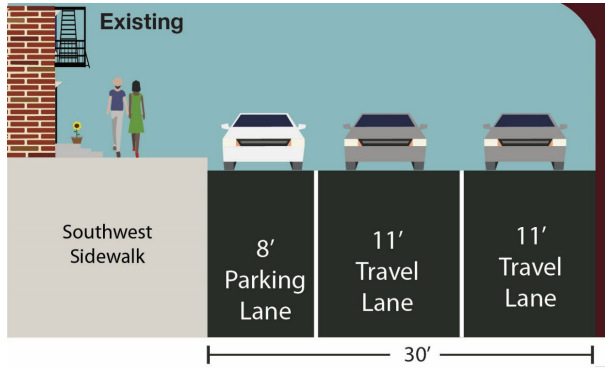 Existing
Southwest
Sidewalk
8’
Parking
Lane
11’
Travel
Lane
11’
Travel
Lane
30’